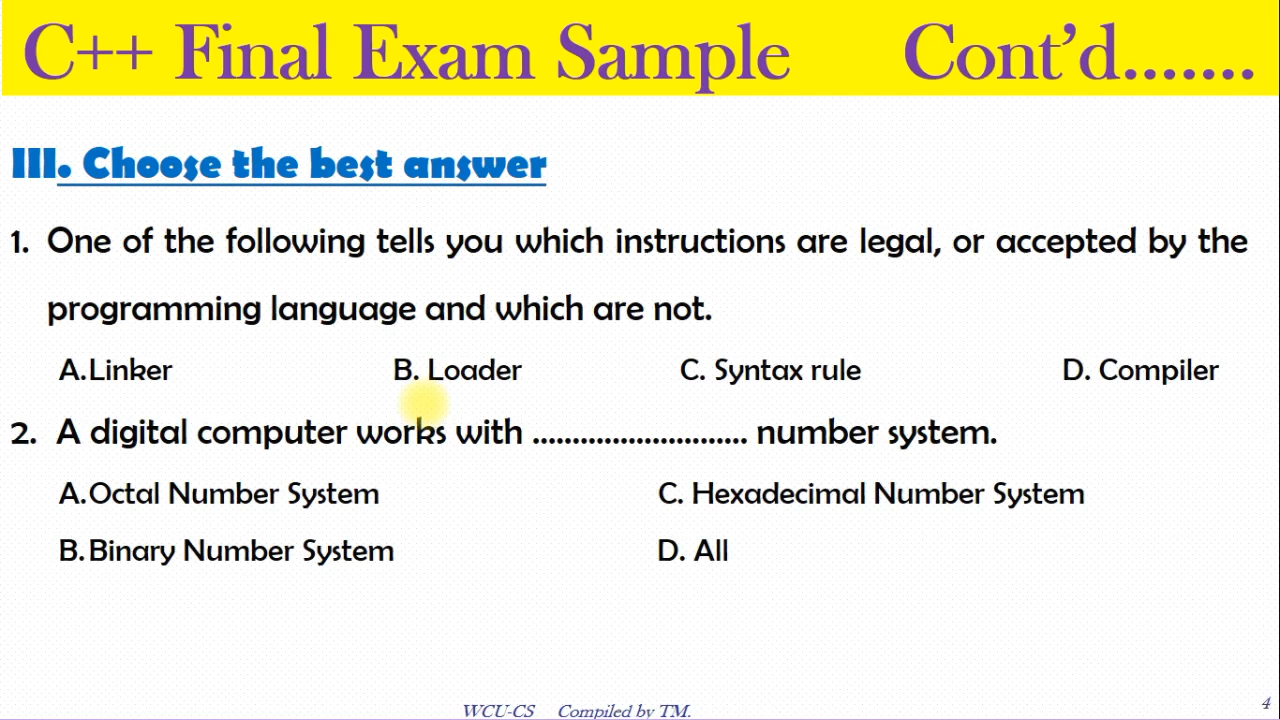 C++ Final Exam Sample Cont’d.......
III. Choose the best answer
1. One of the following tells you which instructions are legal, or accepted by the
programming language and which are not.
A.Linker B. Loader C. Syntax rule D. Compiler
2. A digital computer works with ........................... number system.
A.Octal Number System C. Hexadecimal Number System
B.Binary Number System D. All
WCU-CS Compiled by TM. 4